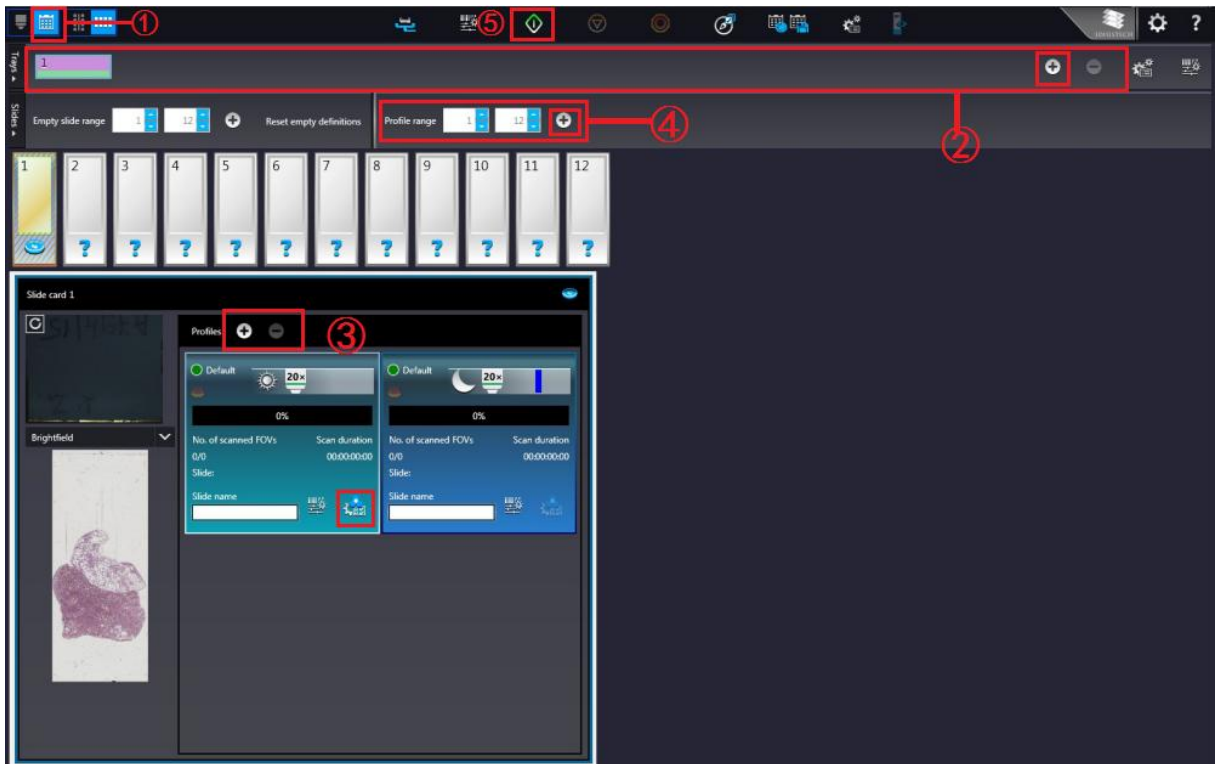 ① ⑤ 3DHISTECH ?
Trays
1
②
Slides
Empty slide range 1 12 Reset empty definitions Profile range 1 12 ④
1 2 3 4 5 6 7 8 9 10 11 12
? ? ? ? ? ? ? ? ? ? ?
Slide card 1
Profiles ③
Default 20×
0%
No. of scanned FOVs Scan duration
0/0 00:00:00:00
Slide:
Slide name
Default 20×
0%
No. of scanned FOVs Scan duration
0/0 00:00:00:00
Slide:
Slide name
Brightfield